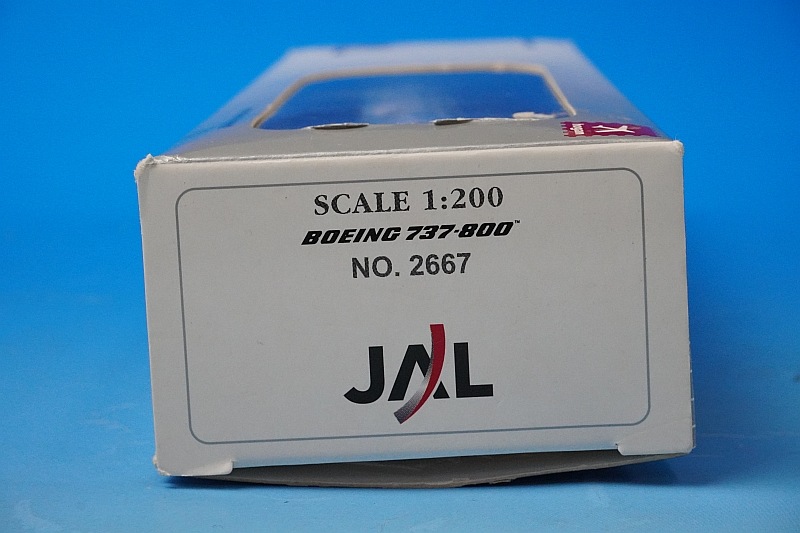 SCALE 1:200
BOEING 737-800™
NO. 2667
JAL